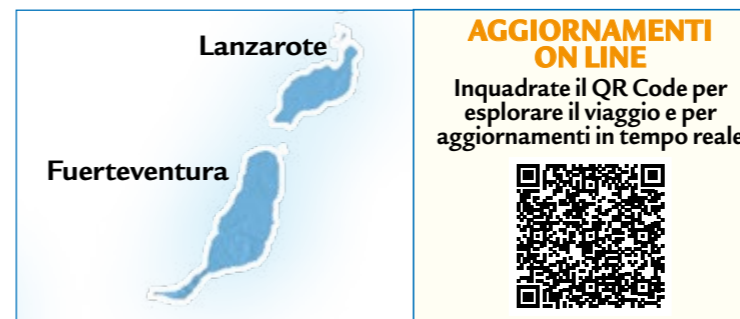 Lanzarote
Fuerteventura
AGGIORNAMENTI
ON LINE
Inquadrate il QR Code per
esplorare il viaggio e per
aggiornamenti in tempo reale